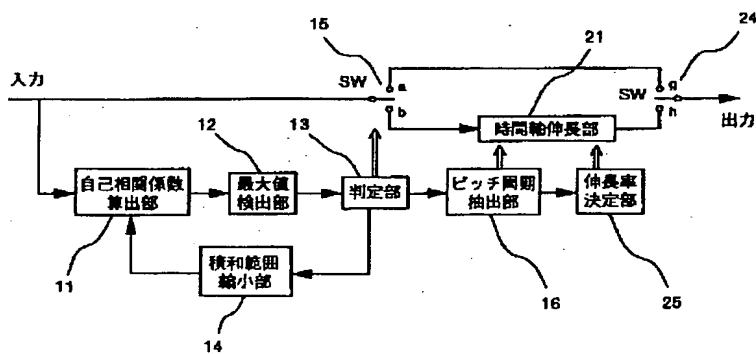 15
24
21
入力
SW
a
b
g
h
SW
出力
時間軸伸長部
12
13
自己相関係数
算出部
最大値
検出部
判定部
ピッチ周期
抽出部
伸長率
決定部
11
積和範囲
縮小部
14
16
25